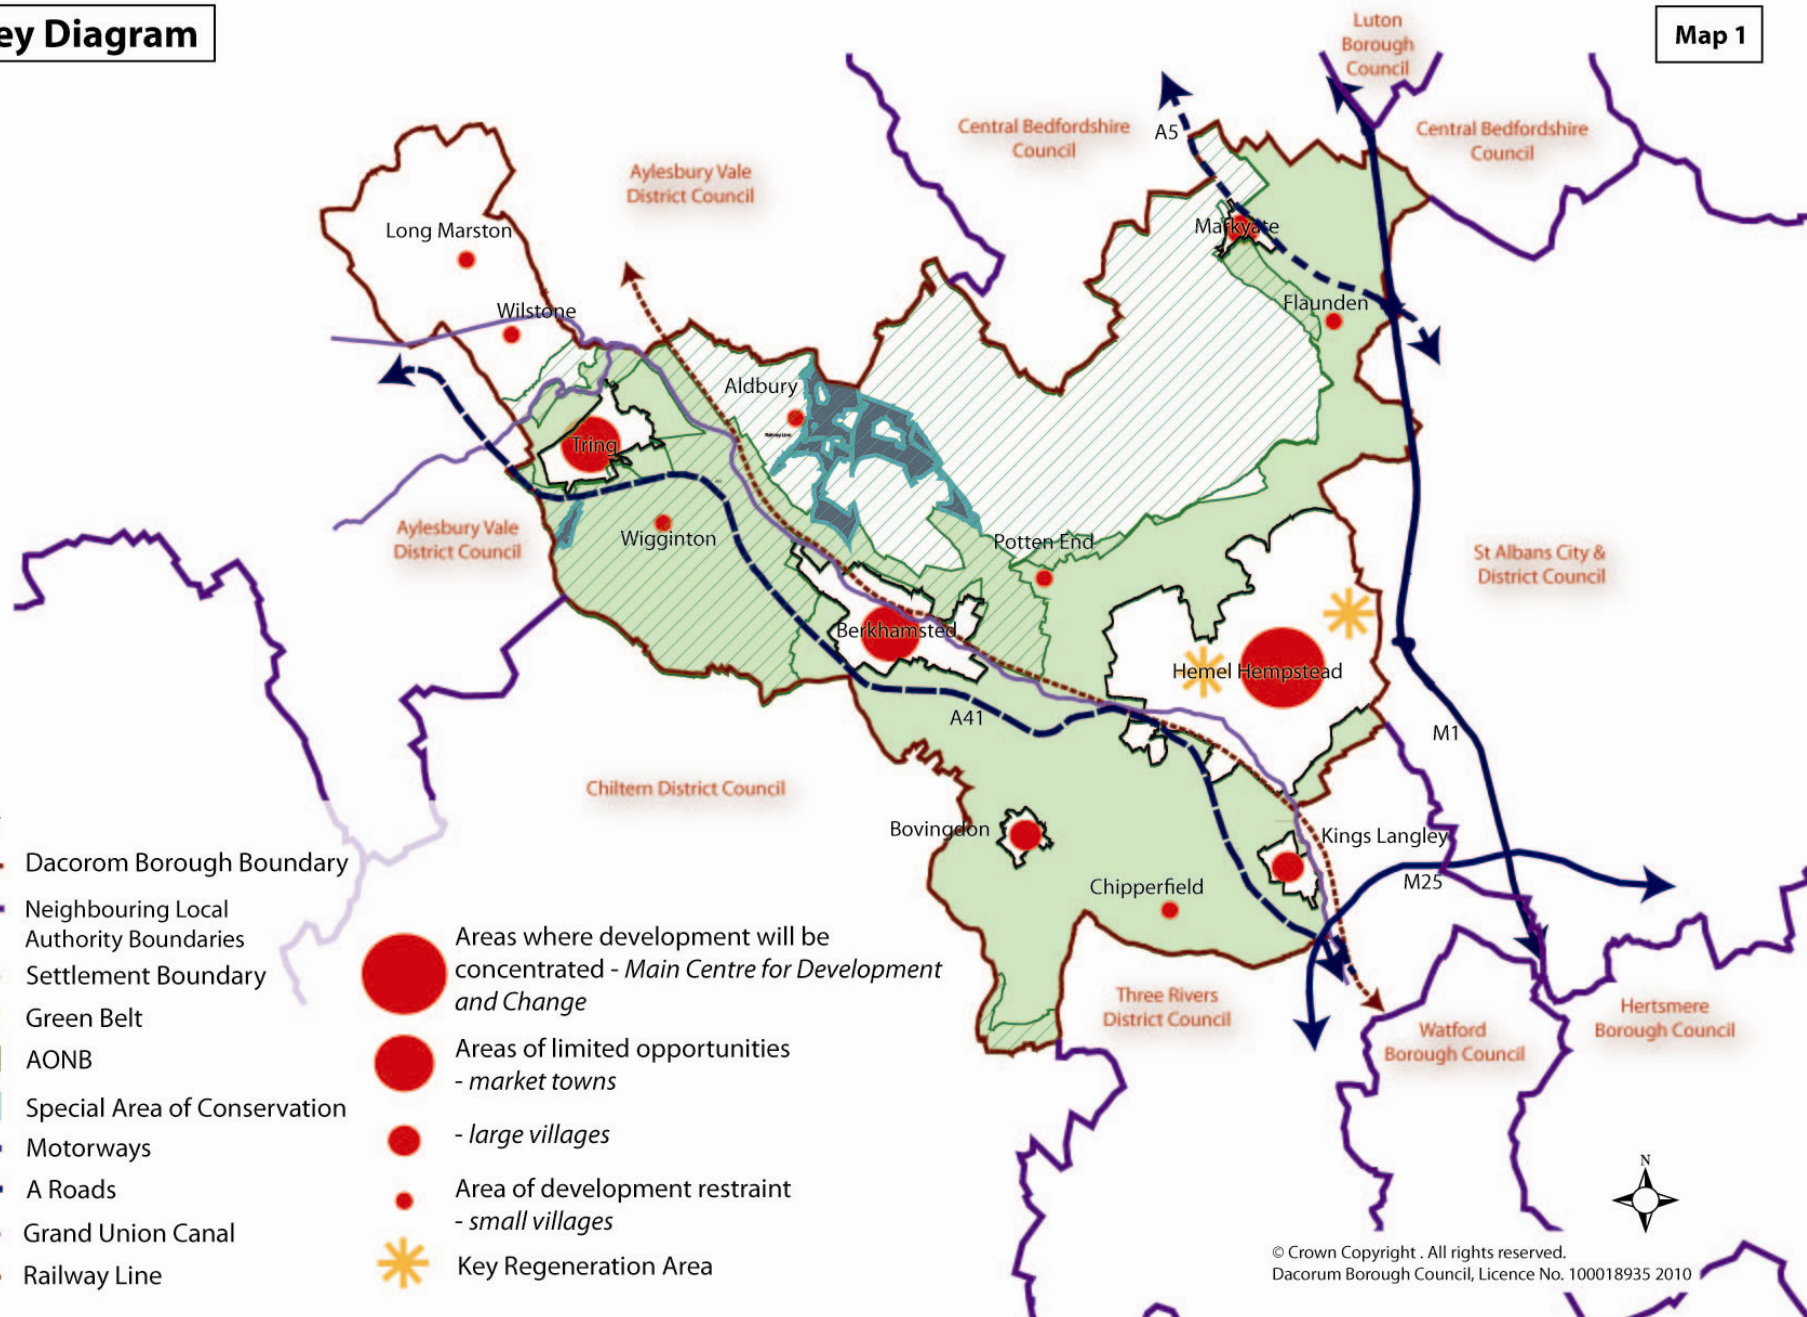 ey Diagram
Map 1
Luton
Borough
Council
Central Bedfordshire
Council
A5
Central Bedfordshire
Council
Aylesbury Vale
District Council
Long Marston
Markyate
Wilstone
Flaunden
Aldbury
Railway Line
Tring
Aylesbury Vale
District Council
Wigginton
Potten End
St Albans City &
District Council
Berkhamsted
Hemel Hempstead
A41
M1
Chiltern District Council
Bovingdon
Kings Langley
M25
Chipperfield
Three Rivers
District Council
Watford
Borough Council
Hertsmere
Borough Council
Dacorom Borough Boundary
Neighbouring Local
Authority Boundaries
Settlement Boundary
Green Belt
AONB
Special Area of Conservation
Motorways
A Roads
Grand Union Canal
Railway Line
Areas where development will be
concentrated - Main Centre for Development
and Change
Areas of limited opportunities
- market towns
- large villages
Area of development restraint
- small villages
Key Regeneration Area
N
© Crown Copyright . All rights reserved.
Dacorum Borough Council, Licence No. 100018935 2010